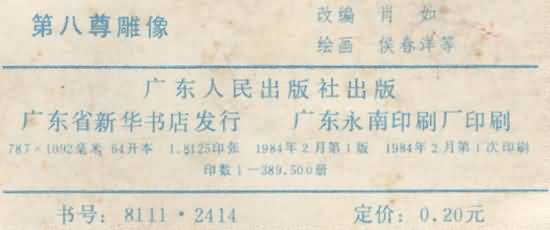 第八尊雕像
改编 肖如
绘画 侯春洋等
广东人民出版社出版
广东省新华书店发行 广东永南印刷厂印刷
787×1092毫米 64开本 1.8125印张 1984年2月第1版 1984年2月第1次印刷
印数1—389,500册
书号：8111·2414 定价：0.20元